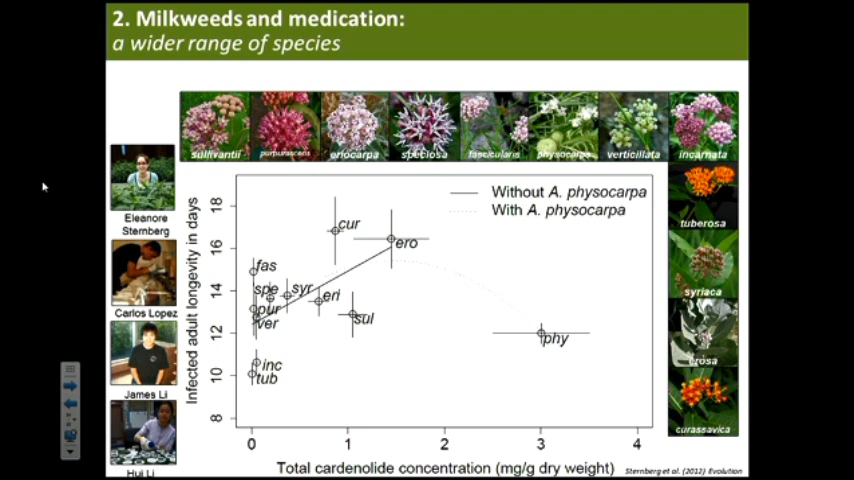 2. Milkweeds and medication:
a wider range of species
sullivantii purpurascens eriocarpa speciosa fascicularis physocarpa verticillata incarnata
tuberosa
syriaca
erosa
curassavica
Eleanore
Sternberg
Carlos Lopez
James Li
Hui Li
Infected adult longevity in days
18
16
14
12
10
8
Without A. physocarpa
With A. physocarpa
cur
ero
fas
spe
syr
eri
pur
ver
sul
phy
inc
tub
0 1 2 3 4
Total cardenolide concentration (mg/g dry weight)
Sternberg et al. (2012) Evolution